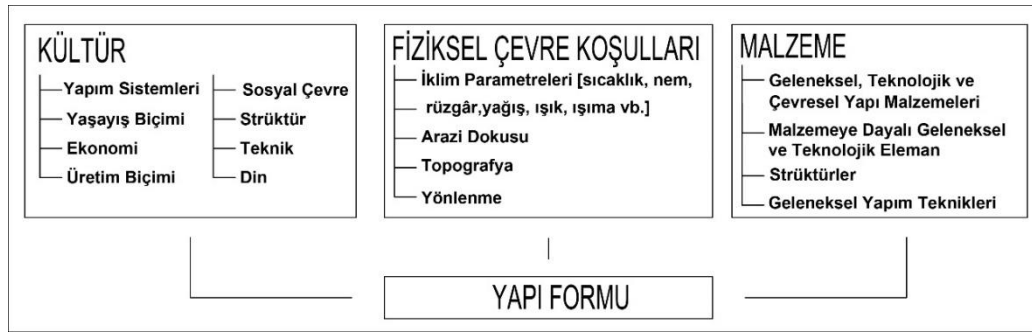 KÜLTÜR
Yapım Sistemleri
Yaşayış Biçimi
Ekonomi
Üretim Biçimi
Sosyal Çevre
Strüktür
Teknik
Din
FİZİKSEL ÇEVRE KOŞULLARI
İklim Parametreleri [sıcaklık, nem,
rüzgâr,yağış, ışık, ışıma vb.]
Arazi Dokusu
Topografya
Yönlenme
MALZEME
Geleneksel, Teknolojik ve
Çevresel Yapı Malzemeleri
Malzemeye Dayalı Geleneksel
ve Teknolojik Eleman
Strüktürler
Geleneksel Yapım Teknikleri
YAPI FORMU